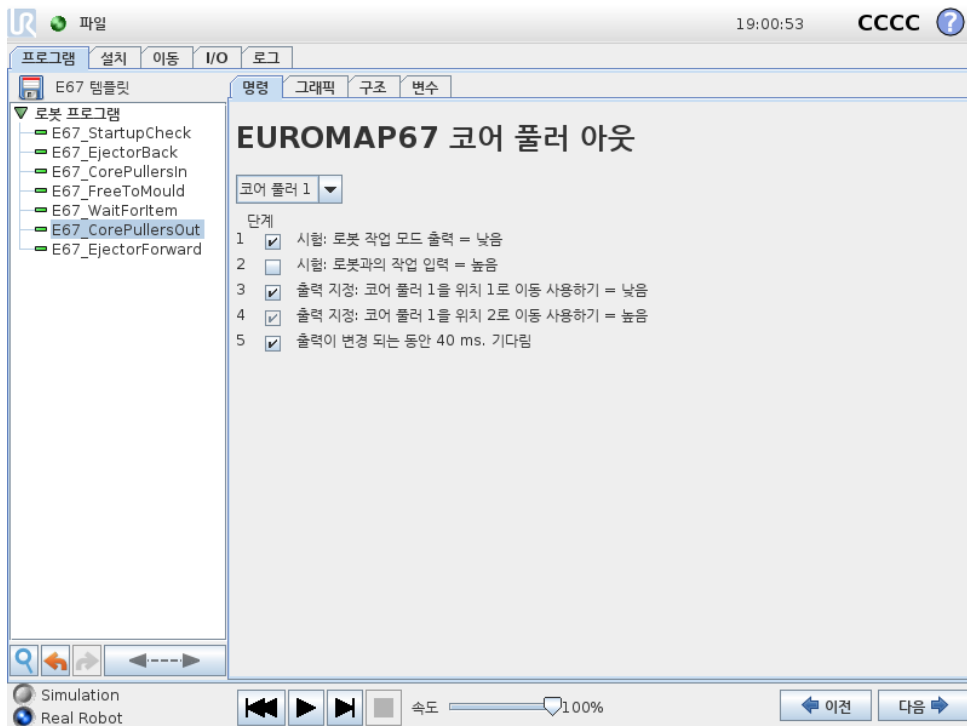 UR 파일 19:00:53 CCCC ?
프로그램 설치 이동 I/O 로그
E67 템플릿
명령 그래픽 구조 변수
로봇 프로그램
E67_StartupCheck
E67_EjectorBack
E67_CorePullersIn
E67_FreeToMould
E67_WaitForItem
E67_CorePullersOut
E67_EjectorForward
EUROMAP67 코어 풀러 아웃
코어 풀러 1
단계
1 시험: 로봇 작업 모드 출력 = 낮음
2 시험: 로봇과의 작업 입력 = 높음
3 출력 지정: 코어 풀러 1을 위치 1로 이동 사용하기 = 낮음
4 출력 지정: 코어 풀러 1을 위치 2로 이동 사용하기 = 높음
5 출력이 변경 되는 동안 40 ms. 기다림
Simulation
Real Robot
속도 100%
이전 다음